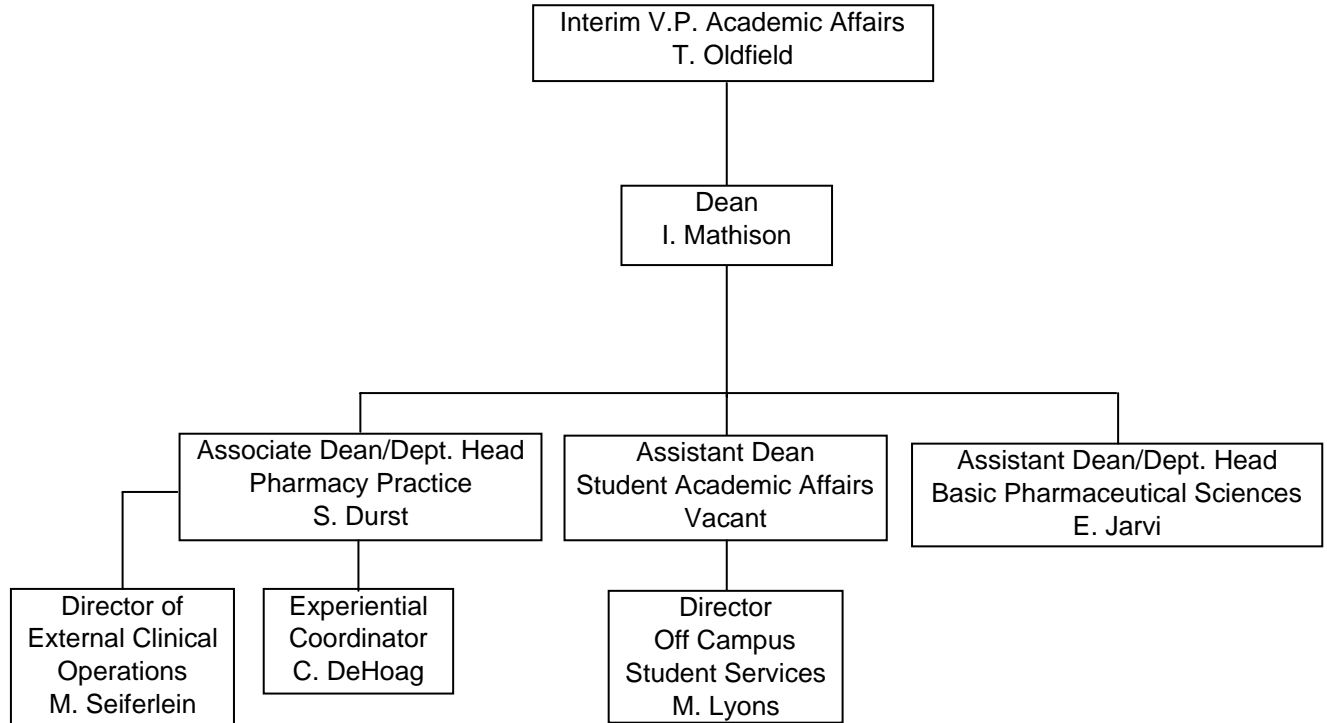 Interim V.P. Academic Affairs
T. Oldfield
Dean
I. Mathison
Associate Dean/Dept. Head
Pharmacy Practice
S. Durst
Assistant Dean
Student Academic Affairs
Vacant
Assistant Dean/Dept. Head
Basic Pharmaceutical Sciences
E. Jarvi
Director of
External Clinical
Operations
M. Seiferlein
Experiential
Coordinator
C. DeHoag
Director
Off Campus
Student Services
M. Lyons